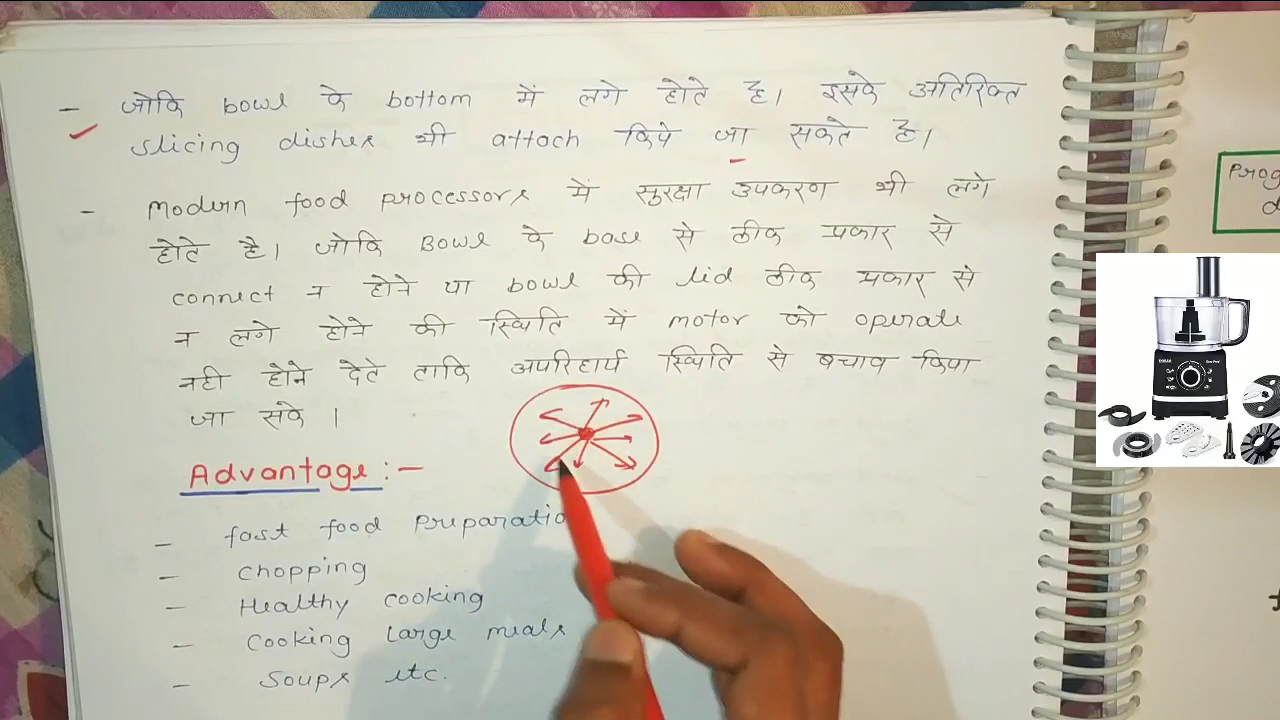 - जोकि bowl के bottom में लगे होते है। इसके अतिरिक्त
slicing dishes भी attach किये जा सकते है।
- Modern food processors में सुरक्षा उपकरण भी लगे
होते है। जोकि Bowl के base से ठीक प्रकार से
connect न होने या bowl की lid ठीक प्रकार से
न लगे होने की स्थिति में motor को operate
नही होने देते ताकि अपरिहार्य स्थिति से बचाव किया
जा सके ।
Advantage :-
- fast food preparatio
- chopping
- Healthy cooking
- cooking large meals
- Soups etc.
Prog
d